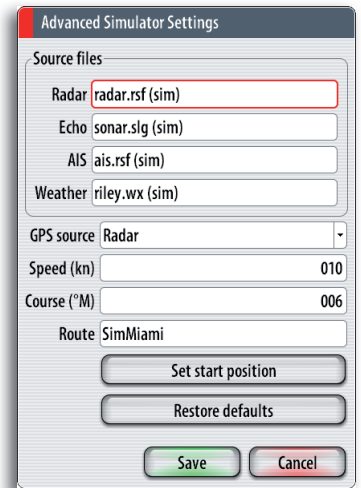 Advanced Simulator Settings
Source files
Radar radar.rsf (sim)
Echo sonar.slg (sim)
AIS ais.rsf (sim)
Weather riley.wx (sim)
GPS source Radar
Speed (kn) 010
Course (°M) 006
Route SimMiami
Set start position
Restore defaults
Save Cancel